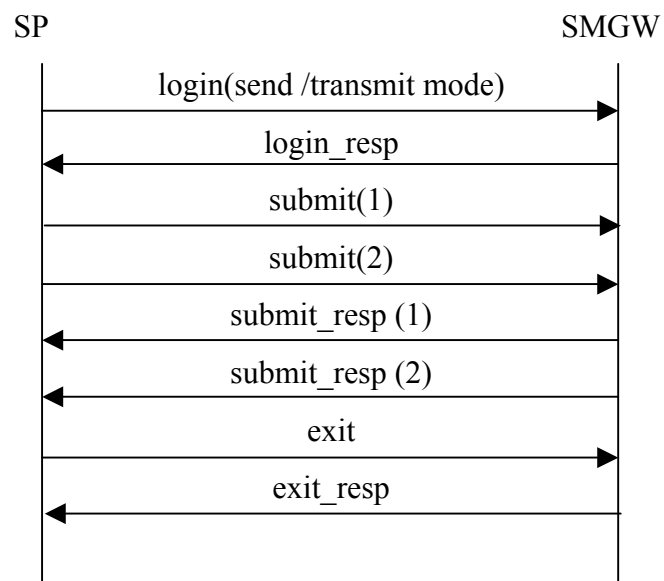 SP
SMGW
login(send /transmit mode)
login_resp
submit(1)
submit(2)
submit_resp (1)
submit_resp (2)
exit
exit_resp